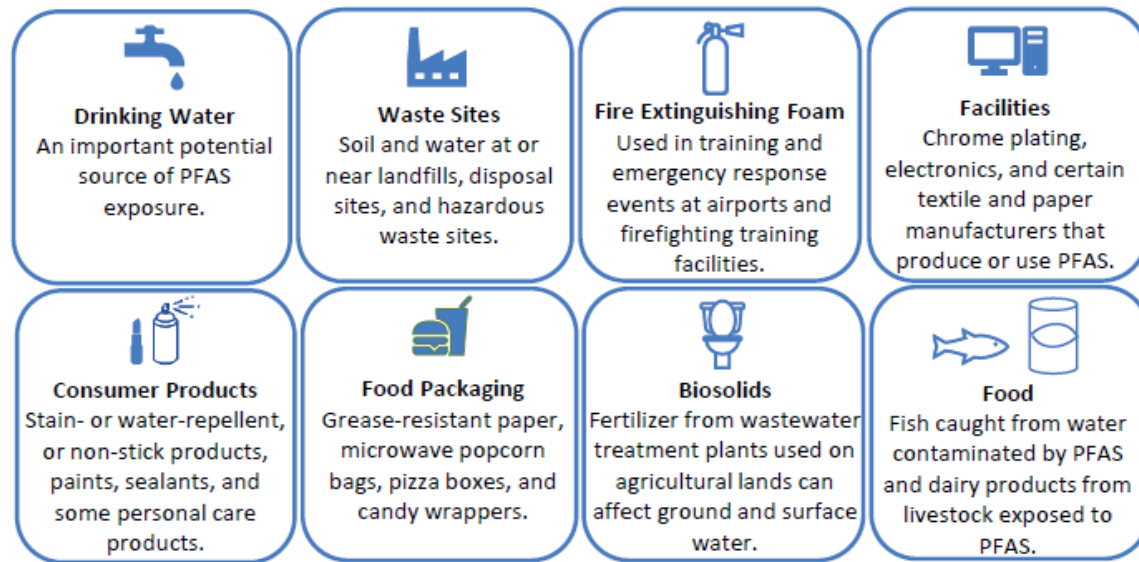 Drinking Water
An important potential
source of PFAS
exposure.
Waste Sites
Soil and water at or
near landfills, disposal
sites, and hazardous
waste sites.
Fire Extinguishing Foam
Used in training and
emergency response
events at airports and
firefighting training
facilities.
Facilities
Chrome plating,
electronics, and certain
textile and paper
manufacturers that
produce or use PFAS.
Consumer Products
Stain- or water-repellent,
or non-stick products,
paints, sealants, and
some personal care
products.
Food Packaging
Grease-resistant paper,
microwave popcorn
bags, pizza boxes, and
candy wrappers.
Biosolids
Fertilizer from wastewater
treatment plants used on
agricultural lands can
affect ground and surface
water.
Food
Fish caught from water
contaminated by PFAS
and dairy products from
livestock exposed to
PFAS.